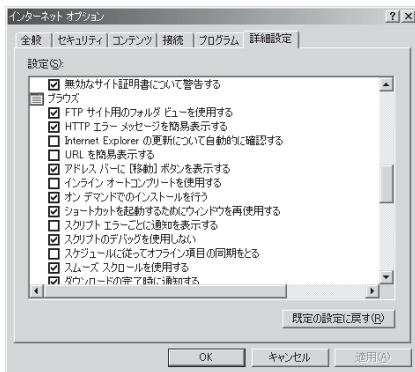 インターネット オプション
全般 セキュリティ コンテンツ 接続 プログラム 詳細設定
設定(S):
無効なサイト証明書について警告する
ブラウズ
FTP サイト用のフォルダ ビューを使用する
HTTP エラー メッセージを簡易表示する
Internet Explorer の更新について自動的に確認する
URL を簡易表示する
アドレス バーに [移動] ボタンを表示する
インライン オートコンプリートを使用する
オン デマンドでのインストールを行う
ショートカットを起動するためにウィンドウを再使用する
スクリプト エラーごとに通知を表示する
スクリプトのデバッグを使用しない
スケジュールに従ってオフライン項目の同期をとる
スムーズ スクロールを使用する
ダウンロードの完了時に通知する
既定の設定に戻す(R)
OK キャンセル 適用(A)